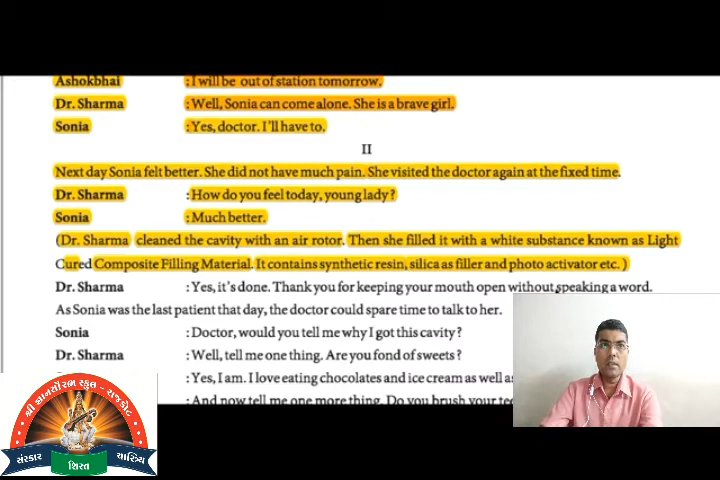 Ashokbhai : I will be out of station tomorrow.
Dr. Sharma : Well, Sonia can come alone. She is a brave girl.
Sonia : Yes, doctor. I'll have to.
II
Next day Sonia felt better. She did not have much pain. She visited the doctor again at the fixed time.
Dr. Sharma : How do you feel today, young lady?
Sonia : Much better.
(Dr. Sharma cleaned the cavity with an air rotor. Then she filled it with a white substance known as Light
Cured Composite Filling Material. It contains synthetic resin, silica as filler and photo activator etc. )
Dr. Sharma : Yes, it's done. Thank you for keeping your mouth open without speaking a word.
As Sonia was the last patient that day, the doctor could spare time to talk to her.
Sonia : Doctor, would you tell me why I got this cavity?
Dr. Sharma : Well, tell me one thing. Are you fond of sweets?
: Yes, I am. I love eating chocolates and ice cream as well as
: And now tell me one more thing. Do you brush your
શ્રી જ્ઞાનસૌરભ સ્કુલ - રાજકોટ
સંસ્કાર
શિસ્ત
ચારિત્ર્ય